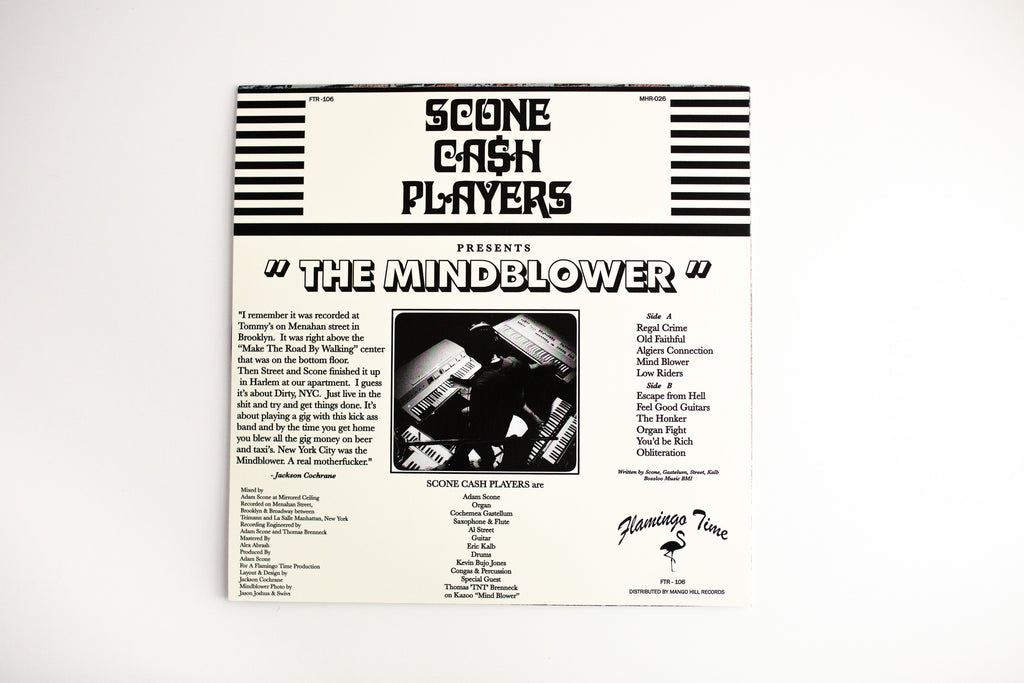 FTR -106
MHR-026
SCONE
CA$H
PLAYERS
PRESENTS
" THE MINDBLOWER "
"I remember it was recorded at
Tommy's on Menahan street in
Brooklyn. It was right above the
"Make The Road By Walking" center
that was on the bottom floor.
Then Street and Scone finished it up
in Harlem at our apartment. I guess
it's about Dirty, NYC. Just live in the
shit and try and get things done. It's
about playing a gig with this kick ass
band and by the time you get home
you blew all the gig money on beer
and taxi's. New York City was the
Mindblower. A real motherfucker."
- Jackson Cochrane
Mixed by
Adam Scone at Mirrored Ceiling
Recorded on Menahan Street,
Brooklyn & Broadway between
Teimann and La Salle Manhattan, New York
Recording Engineered by
Adam Scone and Thomas Brenneck
Mastered By
Alex Abrash
Produced By
Adam Scone
For A Flamingo Time Production
Layout & Design by
Jackson Cochrane
Mindblower Photo by
Jason Joshua & Swivs
SCONE CASH PLAYERS are
Adam Scone
Organ
Cochemea Gastellum
Saxophone & Flute
Al Street
Guitar
Eric Kalb
Drums
Kevin Bujo Jones
Congas & Percussion
Special Guest
Thomas 'TNT' Brenneck
on Kazoo "Mind Blower"
Side A
Regal Crime
Old Faithful
Algiers Connection
Mind Blower
Low Riders
Side B
Escape from Hell
Feel Good Guitars
The Honker
Organ Fight
You'd be Rich
Obliteration
Written by Scone, Gastelum, Street, Kalb
Music BMI
Flamingo Time
FTR - 106
DISTRIBUTED BY MANGO HILL RECORDS